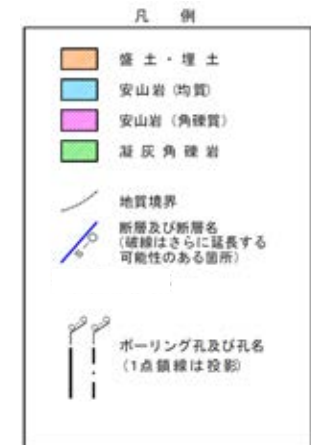 凡 例
盛土・埋土
安山岩(均質)
安山岩(角礫質)
凝灰角礫岩
地質境界
断層及び断層名
(破線はさらに延長する
可能性のある箇所)
S-O
ボーリング孔及び孔名
(1点鎖線は投影)